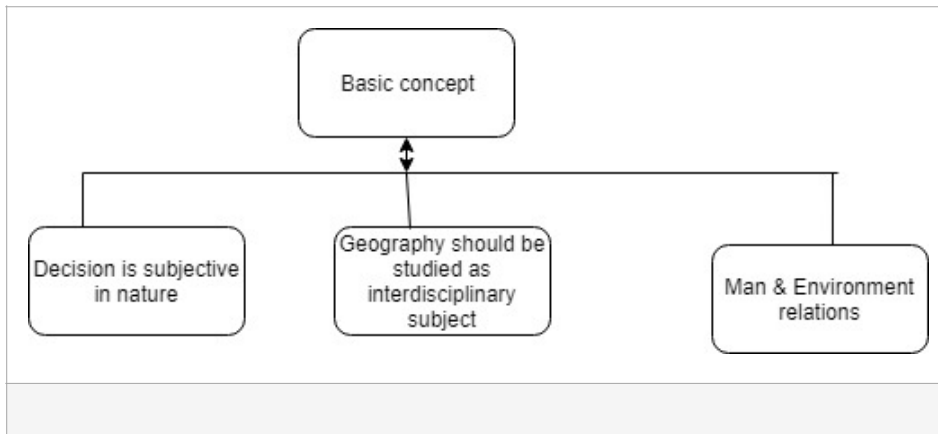 Basic concept
Decision is subjective
in nature
Geography should be
studied as
interdisciplinary
subject
Man & Environment
relations